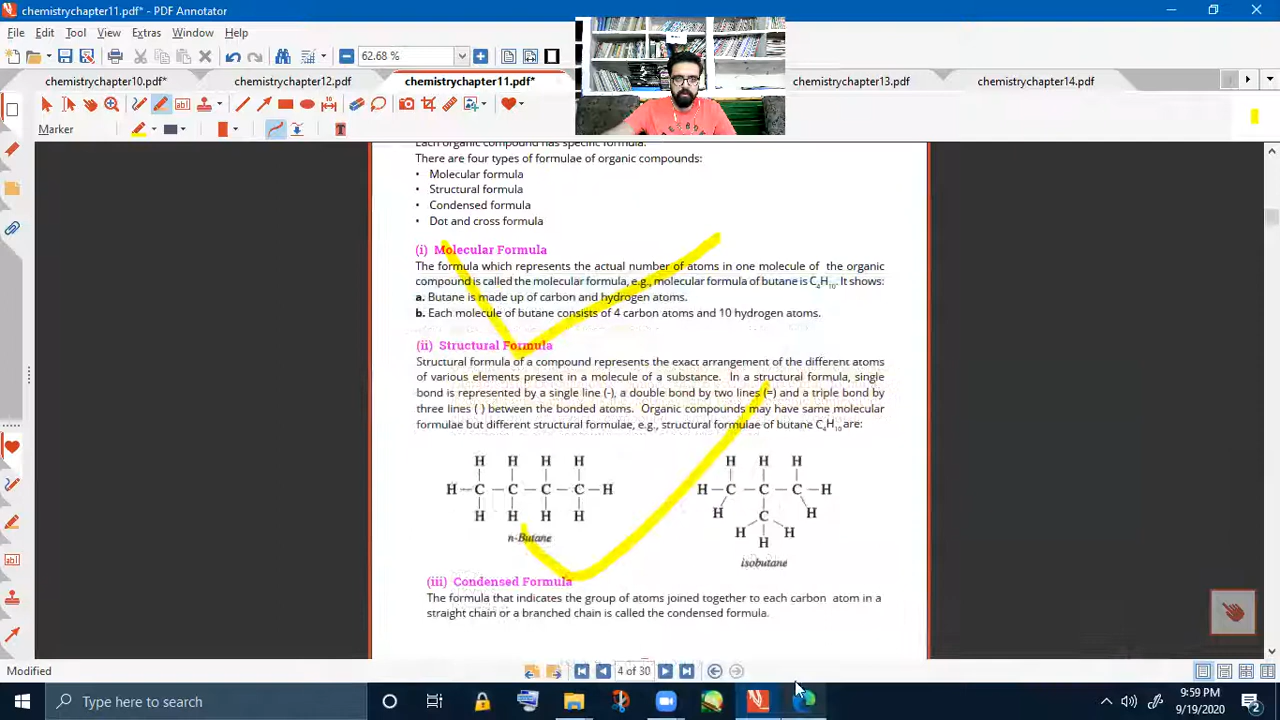 chemistrychapter11.pdf* - PDF Annotator
File Edit Tool View Extras Window Help
62.68 %
chemistrychapter10.pdf* chemistrychapter12.pdf chemistrychapter11.pdf* chemistrychapter13.pdf chemistrychapter14.pdf
Marker
Each organic compound has specific formula.
There are four types of formulae of organic compounds:
• Molecular formula
• Structural formula
• Condensed formula
• Dot and cross formula
(i) Molecular Formula
The formula which represents the actual number of atoms in one molecule of the organic
compound is called the molecular formula, e.g., molecular formula of butane is C₄H₁₀. It shows:
a. Butane is made up of carbon and hydrogen atoms.
b. Each molecule of butane consists of 4 carbon atoms and 10 hydrogen atoms.
(ii) Structural Formula
Structural formula of a compound represents the exact arrangement of the different atoms
of various elements present in a molecule of a substance. In a structural formula, single
bond is represented by a single line (-), a double bond by two lines (=) and a triple bond by
three lines ( ) between the bonded atoms. Organic compounds may have same molecular
formulae but different structural formulae, e.g., structural formulae of butane C₄H₁₀ are:
H H H H H H H
H — C — C — C — C — H H — C — C — C — H
H H H H H C H
H H
n-Butane H
isobutane
(iii) Condensed Formula
The formula that indicates the group of atoms joined together to each carbon atom in a
straight chain or a branched chain is called the condensed formula.
Modified 4 of 30
Type here to search
9:59 PM
9/19/2020
2